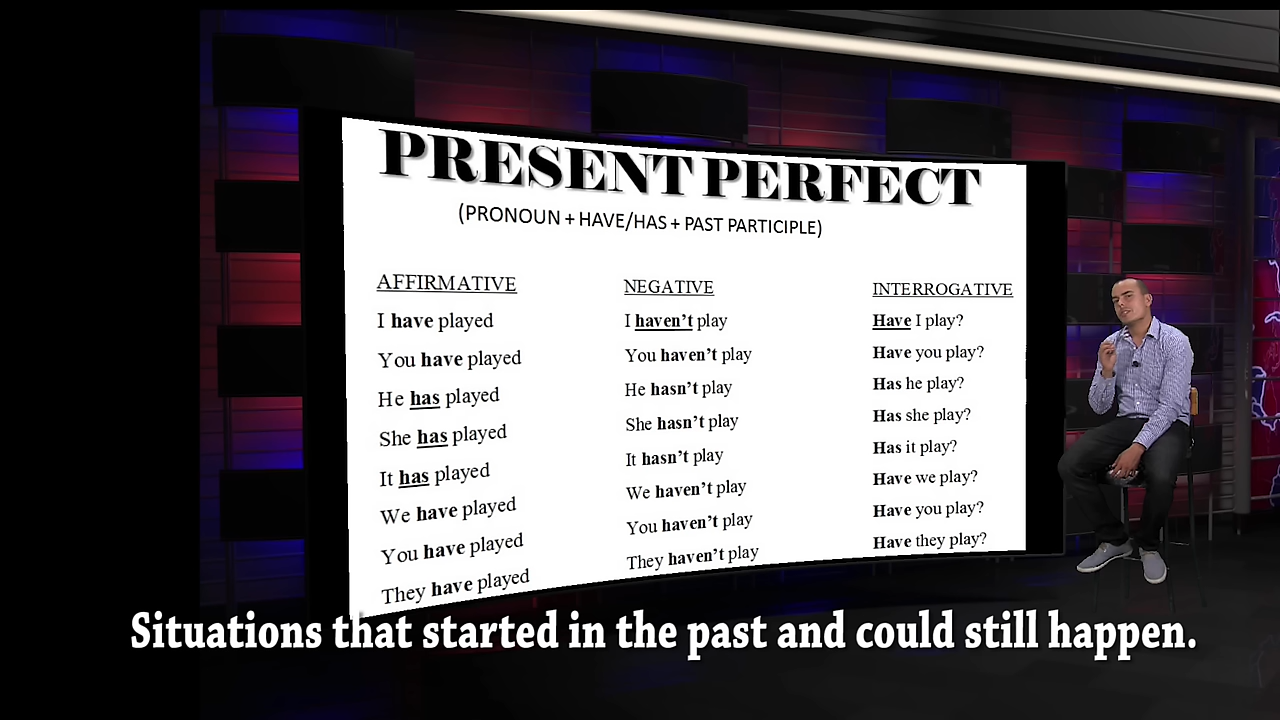 PRESENT PERFECT
(PRONOUN + HAVE/HAS + PAST PARTICIPLE)
AFFIRMATIVE
I have played
You have played
He has played
She has played
It has played
We have played
You have played
They have played
NEGATIVE
I haven't play
You haven't play
He hasn't play
She hasn't play
It hasn't play
We haven't play
You haven't play
They haven't play
INTERROGATIVE
Have I play?
Have you play?
Has he play?
Has she play?
Has it play?
Have we play?
Have you play?
Have they play?
Situations that started in the past and could still happen.